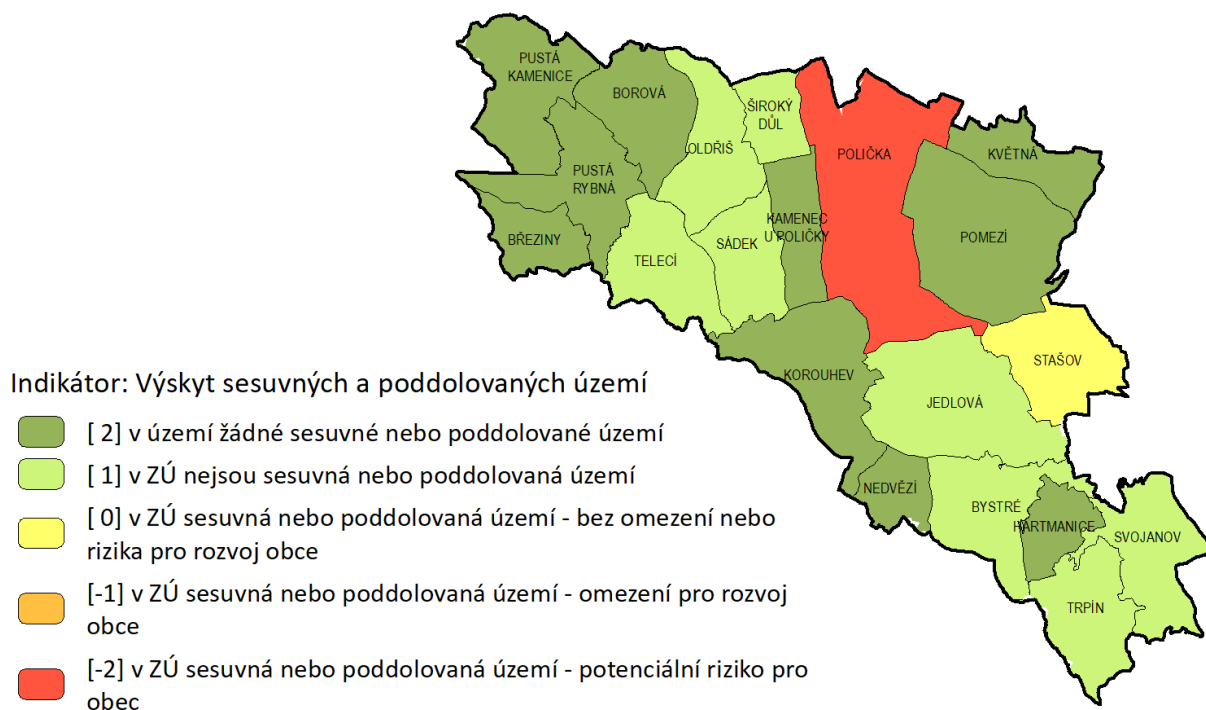 PUSTÁ
KAMENICE
BOROVÁ
ŠIROKÝ
DŮL
OLDŘIŠ
POLIČKA
KVĚTNÁ
PUSTÁ
RYBNÁ
KAMENEC
U POLIČKY
BŘEZINY
SÁDEK
POMEZÍ
TELECÍ
STAŠOV
KOROUHEV
JEDLOVÁ
NEDVĚZÍ
BYSTRÉ
HARTMANICE
SVOJANOV
TRPÍN
Indikátor: Výskyt sesuvných a poddolovaných území
[ 2] v území žádné sesuvné nebo poddolované území
[ 1] v ZÚ nejsou sesuvná nebo poddolovaná území
[ 0] v ZÚ sesuvná nebo poddolovaná území - bez omezení nebo
rizika pro rozvoj obce
[-1] v ZÚ sesuvná nebo poddolovaná území - omezení pro rozvoj
obce
[-2] v ZÚ sesuvná nebo poddolovaná území - potenciální riziko pro
obec